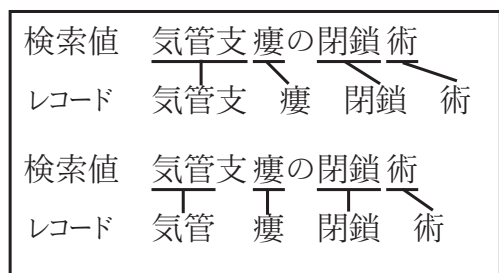 検索値 気管支瘻の閉鎖術
レコード 気管支 瘻 閉鎖 術
検索値 気管支瘻の閉鎖術
レコード 気管 瘻 閉鎖 術